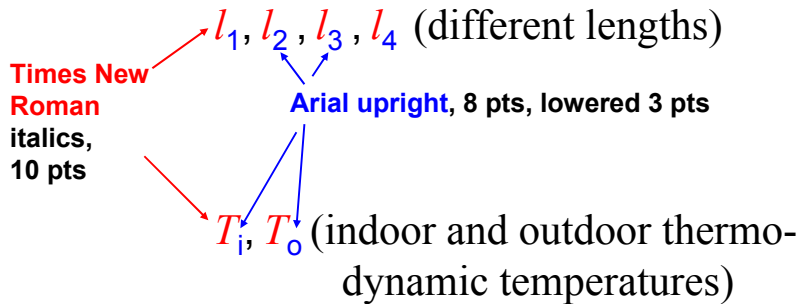 l1, l2 , l3 , l4 (different lengths)
Times New
Roman
italics,
10 pts
Arial upright, 8 pts, lowered 3 pts
Ti, To (indoor and outdoor thermo-
dynamic temperatures)